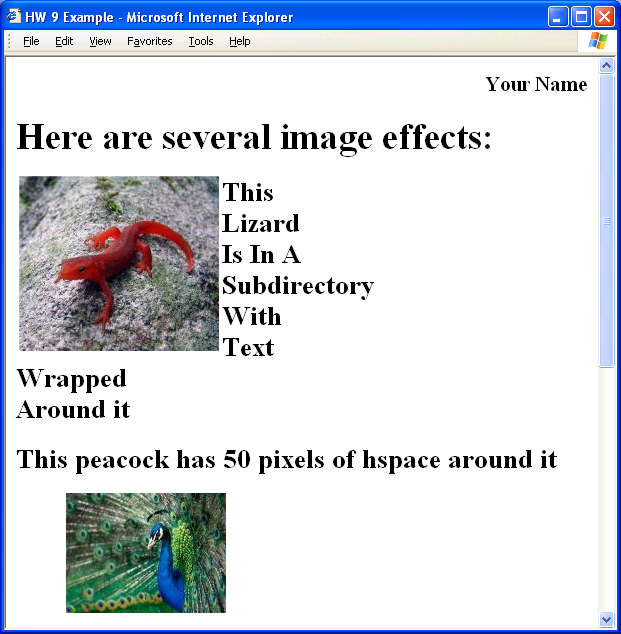 HW 9 Example - Microsoft Internet Explorer
File Edit View Favorites Tools Help
Your Name
Here are several image effects:
This
Lizard
Is In A
Subdirectory
With
Text
Wrapped
Around it
This peacock has 50 pixels of hspace around it